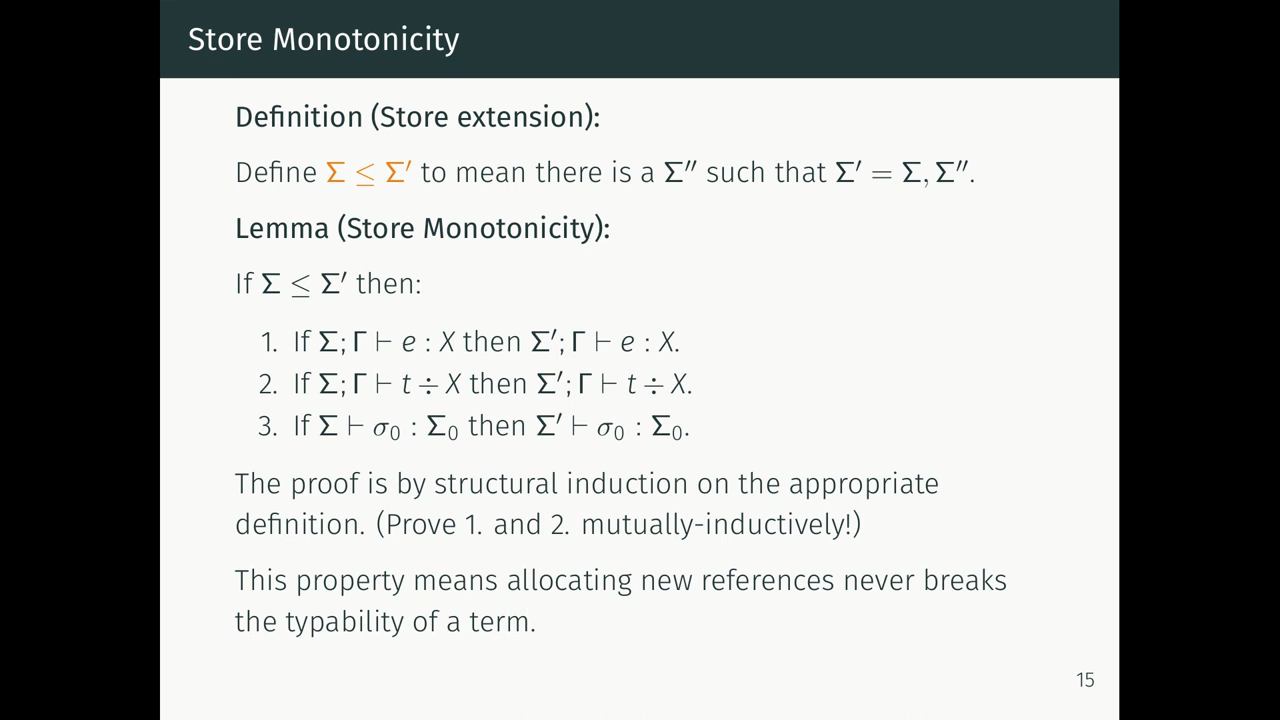 Store Monotonicity
Definition (Store extension):
Define Σ ≤ Σ′ to mean there is a Σ′′ such that Σ′ = Σ, Σ′′.
Lemma (Store Monotonicity):
If Σ ≤ Σ′ then:
1. If Σ; Γ ⊢ e : X then Σ′; Γ ⊢ e : X.
2. If Σ; Γ ⊢ t ÷ X then Σ′; Γ ⊢ t ÷ X.
3. If Σ ⊢ σ₀ : Σ₀ then Σ′ ⊢ σ₀ : Σ₀.
The proof is by structural induction on the appropriate
definition. (Prove 1. and 2. mutually-inductively!)
This property means allocating new references never breaks
the typability of a term.
15